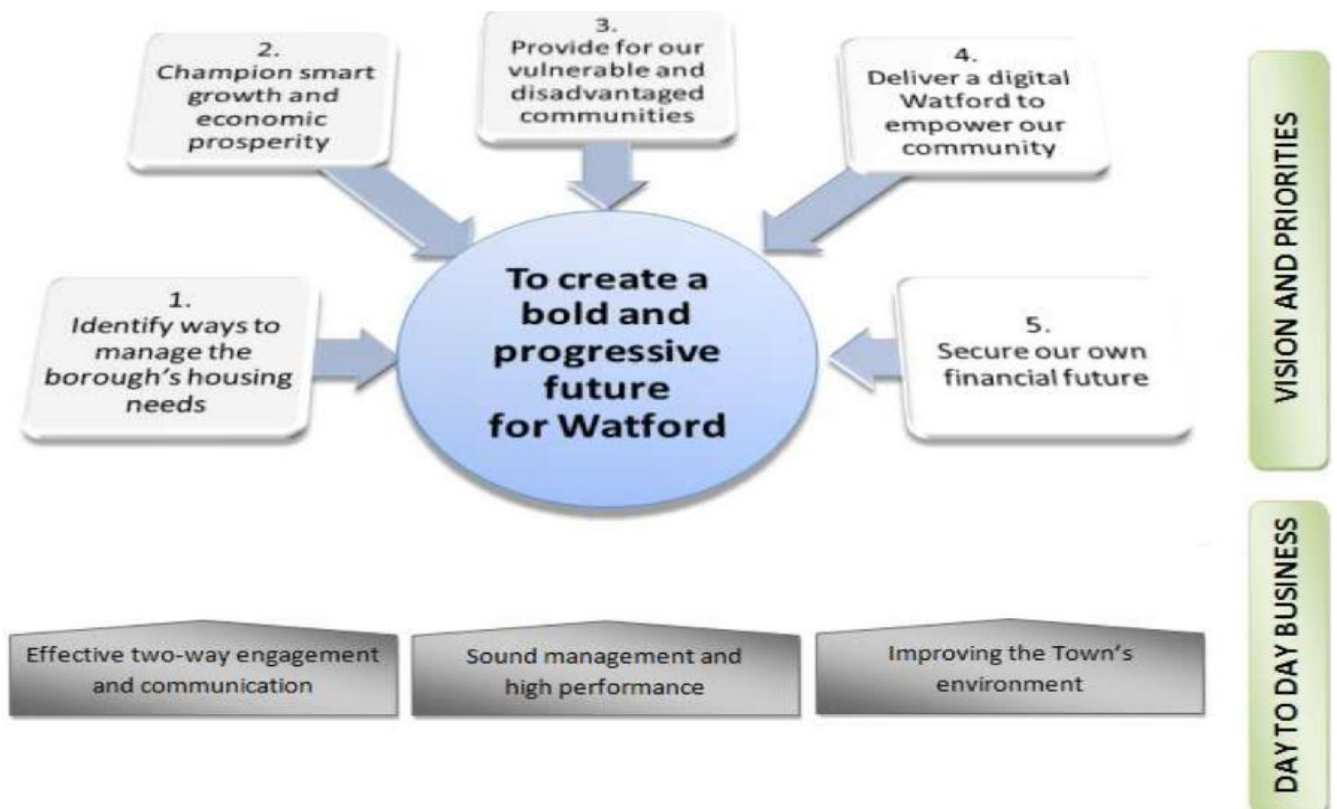 1.
Identify ways to
manage the
borough's housing
needs
2.
Champion smart
growth and
economic
prosperity
3.
Provide for our
vulnerable and
disadvantaged
communities
4.
Deliver a digital
Watford to
empower our
community
5.
Secure our own
financial future
To create a
bold and
progressive
future
for Watford
VISION AND PRIORITIES
Effective two-way engagement
and communication
Sound management and
high performance
Improving the Town's
environment
DAY TO DAY BUSINESS